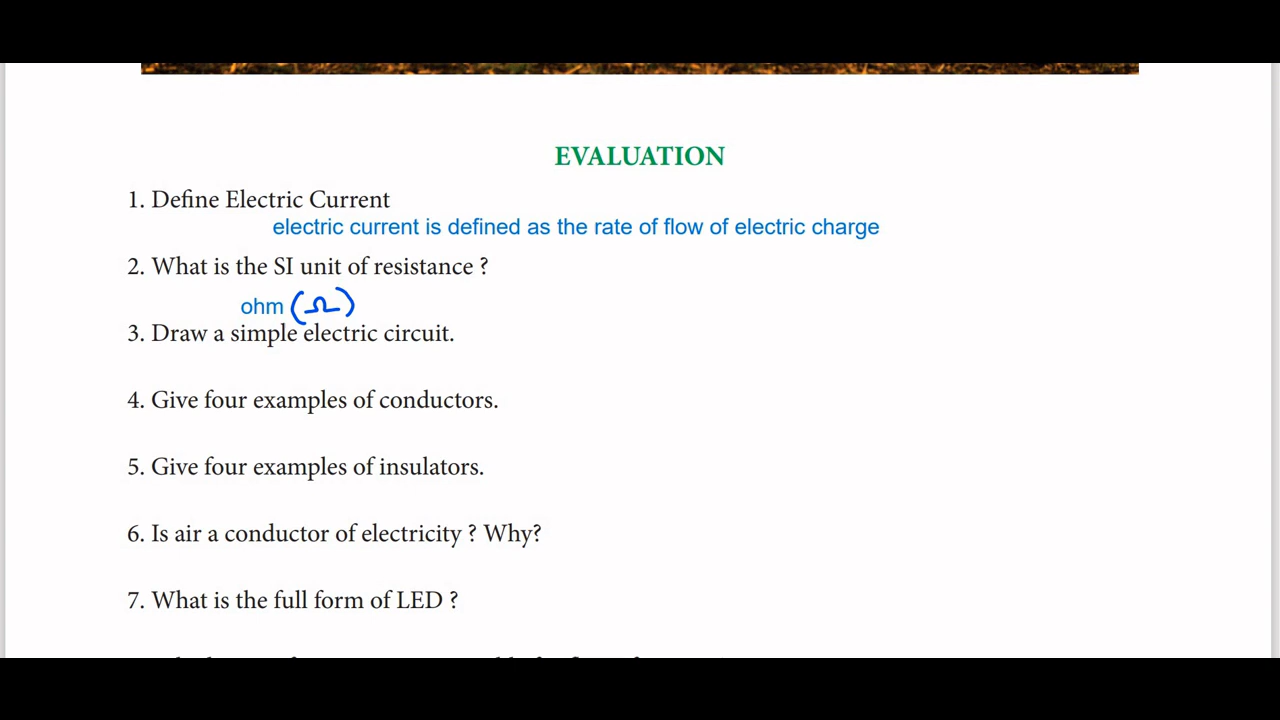 EVALUATION
1. Define Electric Current
electric current is defined as the rate of flow of electric charge
2. What is the SI unit of resistance ?
ohm (Ω)
3. Draw a simple electric circuit.
4. Give four examples of conductors.
5. Give four examples of insulators.
6. Is air a conductor of electricity ? Why?
7. What is the full form of LED ?